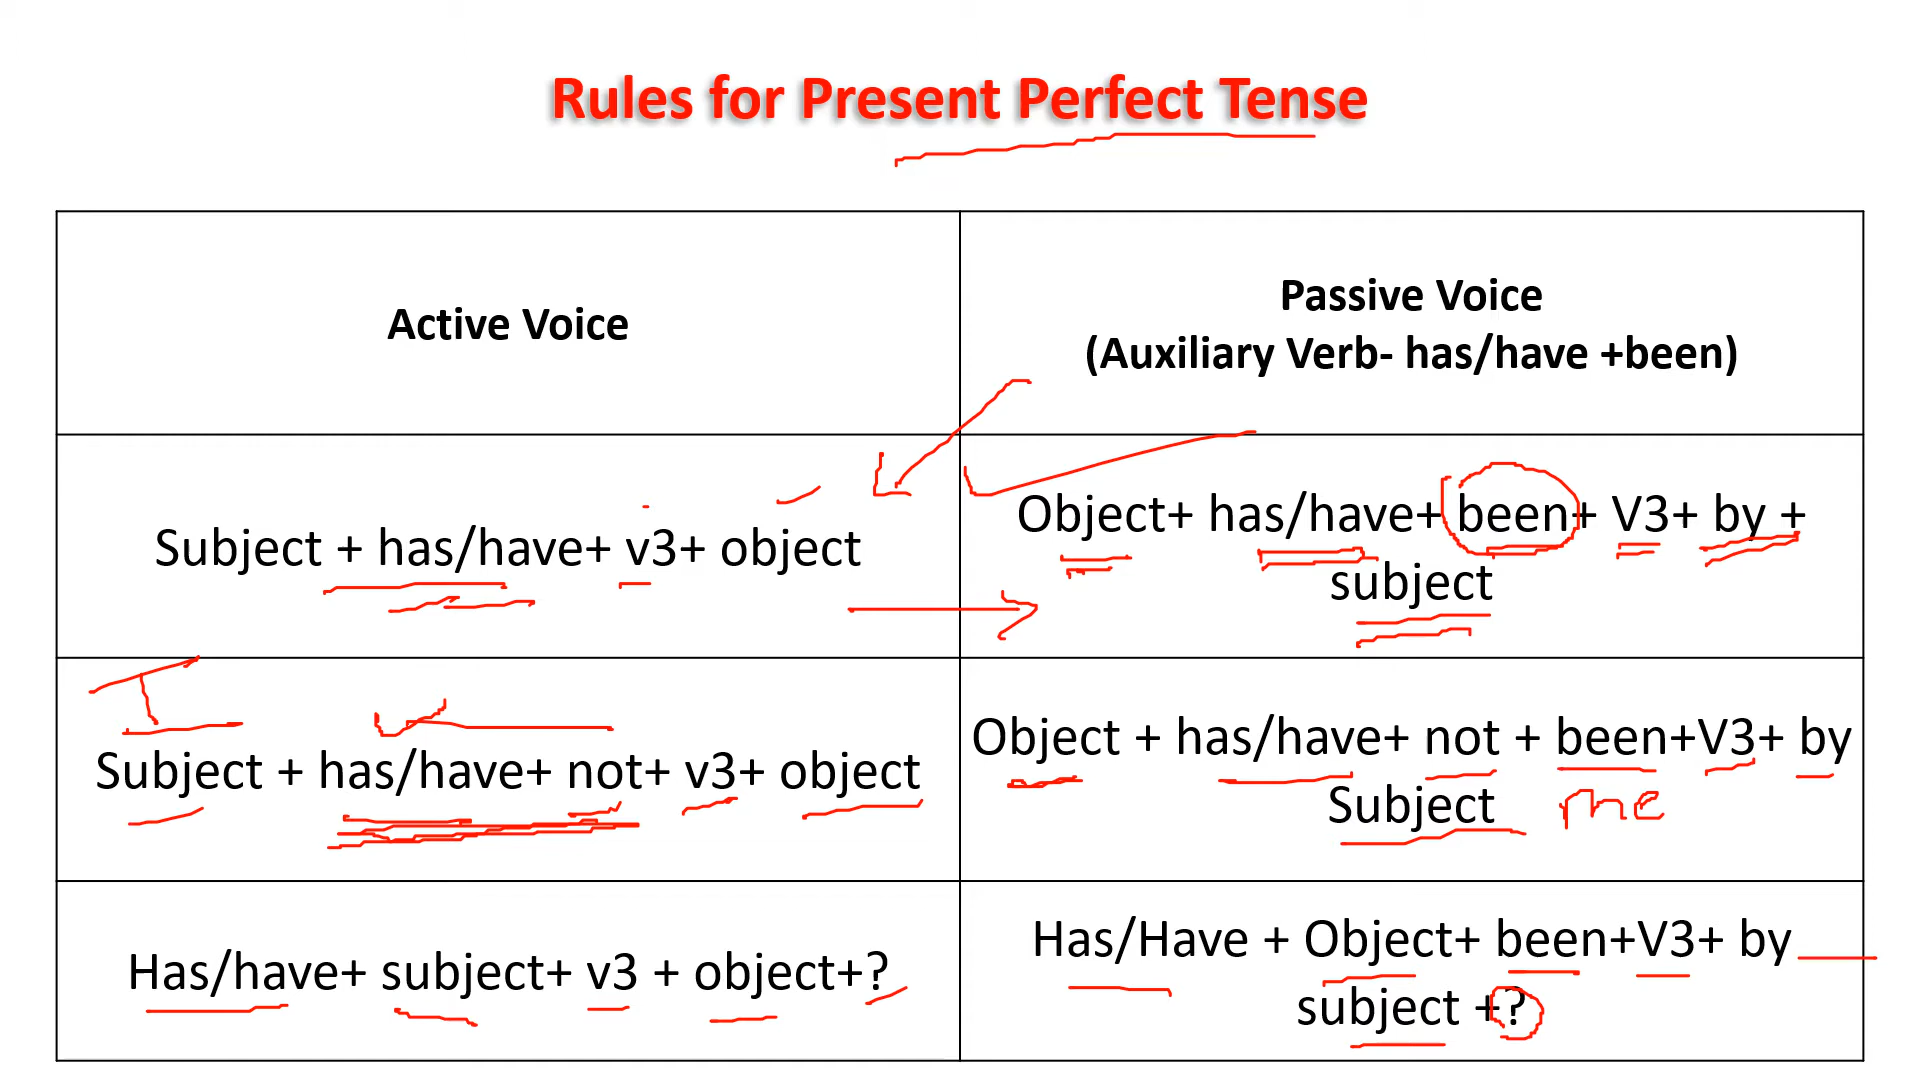 Rules for Present Perfect Tense
Active Voice
Passive Voice
(Auxiliary Verb- has/have +been)
Subject + has/have+ v3+ object
Object+ has/have+ been+ V3+ by +
subject
I
Subject + has/have+ not+ v3+ object
Object + has/have+ not + been+V3+ by
Subject me
Has/have+ subject+ v3 + object+?
Has/Have + Object+ been+V3+ by
subject +?